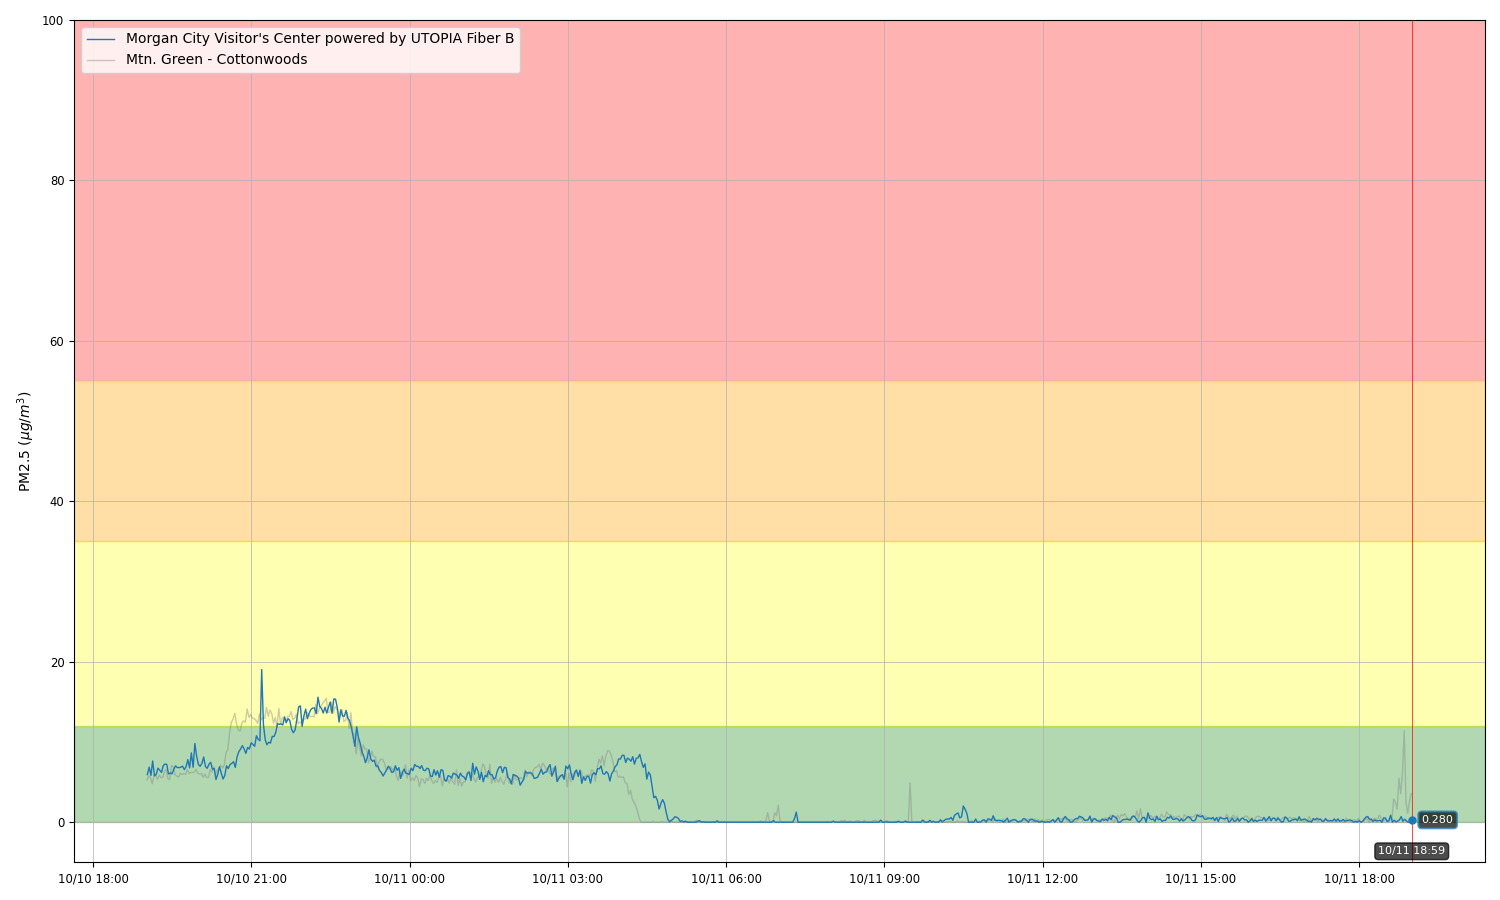 100
Morgan City Visitor's Center powered by UTOPIA Fiber B
Mtn. Green - Cottonwoods
80
60
PM2.5 (μg/m³)
40
20
0
0.280
10/11 18:59
10/10 18:00 10/10 21:00 10/11 00:00 10/11 03:00 10/11 06:00 10/11 09:00 10/11 12:00 10/11 15:00 10/11 18:00